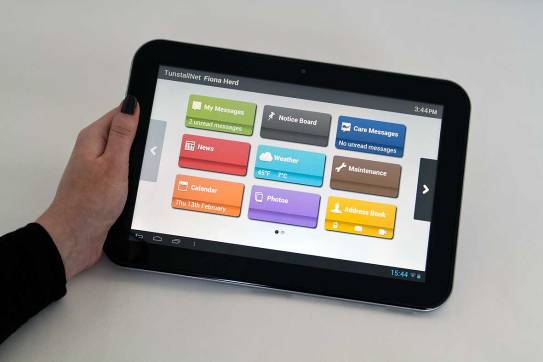 TunstallNet Fiona Herd
3:44PM
My Messages
2 unread messages
Notice Board
Care Messages
No unread messages
News
Weather
45°F 7°C
Maintenance
Calendar
Thu 13th February
Photos
Address Book
15:44